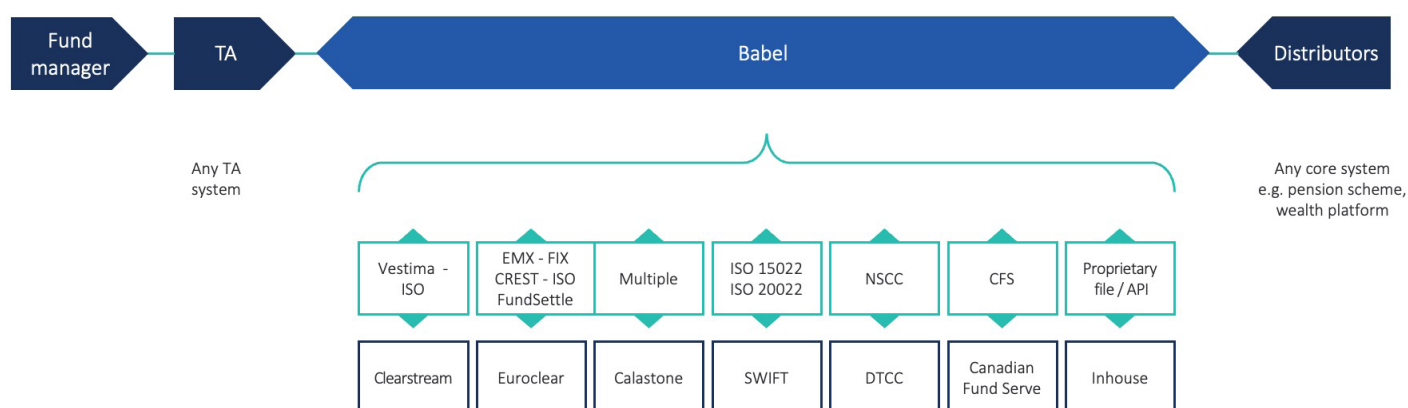 Fund
manager
TA
Babel
Distributors
Any TA
system
Any core system
e.g. pension scheme,
wealth platform
Vestima - 
ISO
EMX - FIX
CREST - ISO
FundSettle
Multiple
ISO 15022
ISO 20022
NSCC
CFS
Proprietary
file / API
Clearstream
Euroclear
Calastone
SWIFT
DTCC
Canadian
Fund Serve
Inhouse